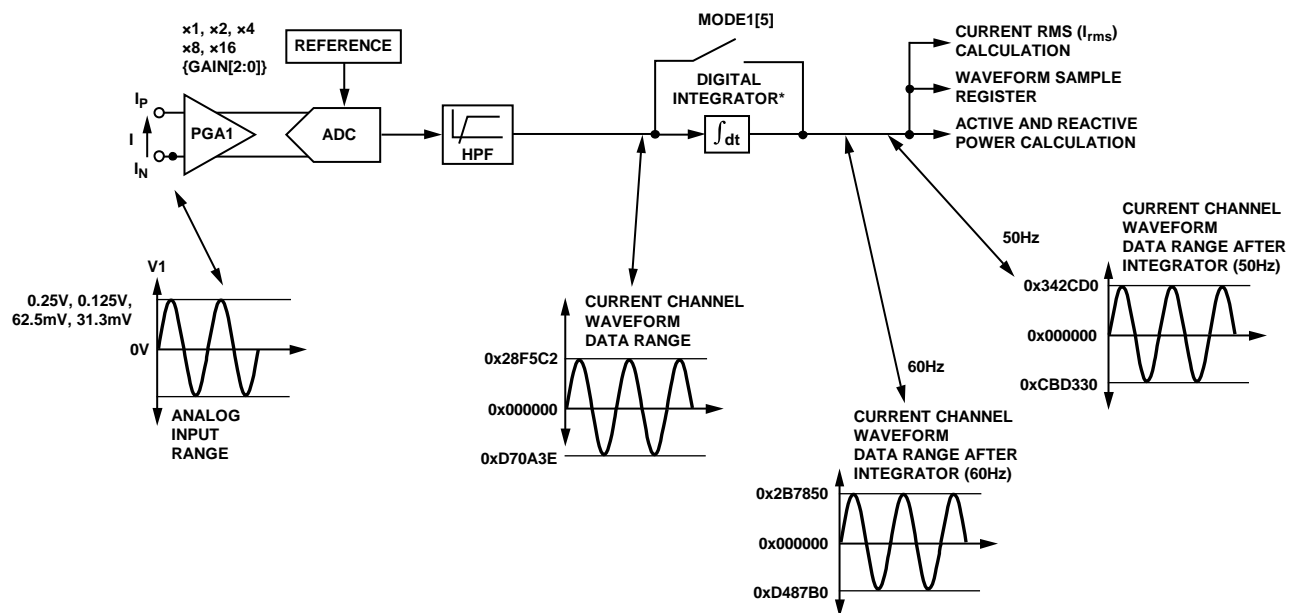 ×1, ×2, ×4
×8, ×16
{GAIN[2:0]}
REFERENCE
MODE1[5]
CURRENT RMS (Irms)
CALCULATION
WAVEFORM SAMPLE
REGISTER
ACTIVE AND REACTIVE
POWER CALCULATION
DIGITAL
INTEGRATOR*
IP
I
IN
PGA1
ADC
HPF
∫dt
50Hz
60Hz
V1
0.25V, 0.125V,
62.5mV, 31.3mV
0V
ANALOG
INPUT
RANGE
CURRENT CHANNEL
WAVEFORM
DATA RANGE
0x28F5C2
0x000000
0xD70A3E
CURRENT CHANNEL
WAVEFORM
DATA RANGE AFTER
INTEGRATOR (60Hz)
0x2B7850
0x000000
0xD487B0
CURRENT CHANNEL
WAVEFORM
DATA RANGE AFTER
INTEGRATOR (50Hz)
0x342CD0
0x000000
0xCBD330